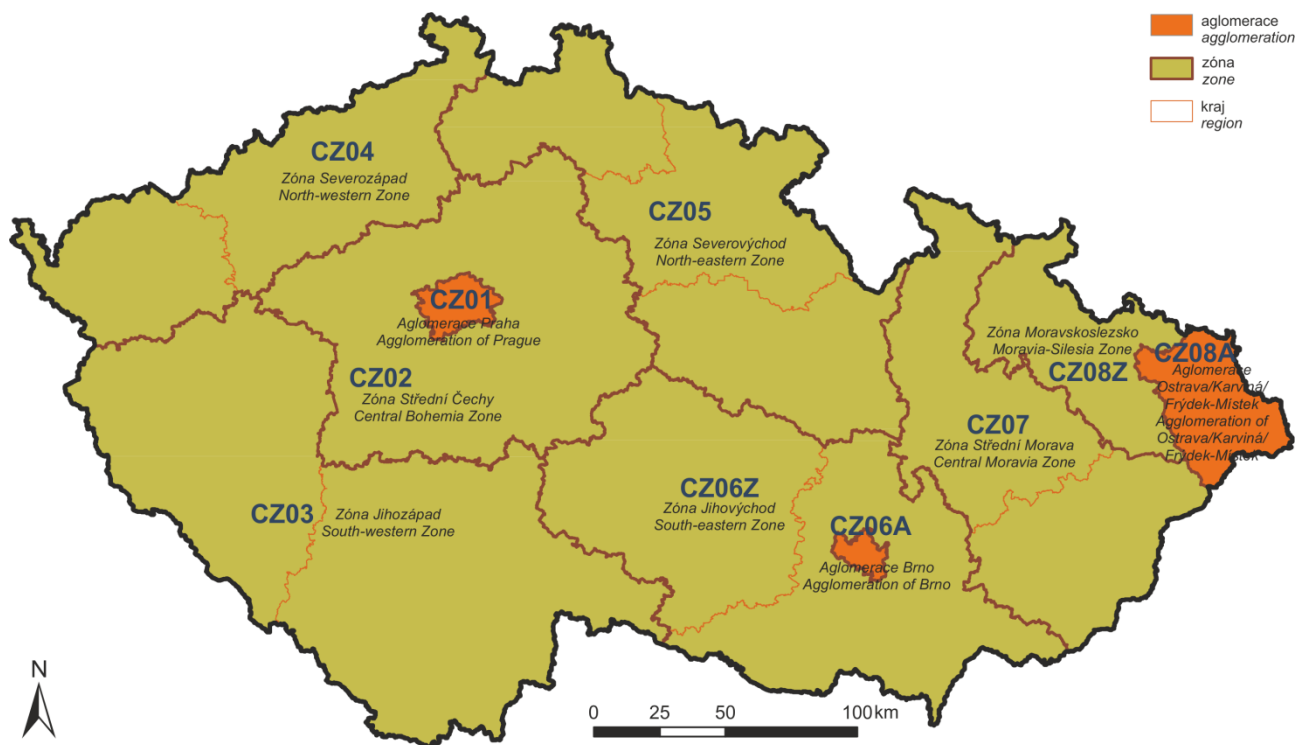 aglomerace
agglomeration
zóna
zone
kraj
region
CZ04
Zóna Severozápad
North-western Zone
CZ05
Zóna Severovýchod
North-eastern Zone
CZ01
Aglomerace Praha
Agglomeration of Prague
CZ02
Zóna Střední Čechy
Central Bohemia Zone
Zóna Moravskoslezsko
Moravia-Silesia Zone
CZ08Z
CZ08A
Aglomerace
Ostrava/Karviná/
Frýdek-Místek
Agglomeration of
Ostrava/Karviná/
Frýdek-Místek
CZ07
Zóna Střední Morava
Central Moravia Zone
CZ03
Zóna Jihozápad
South-western Zone
CZ06Z
Zóna Jihovýchod
South-eastern Zone
CZ06A
Aglomerace Brno
Agglomeration of Brno
N
0 25 50 100 km